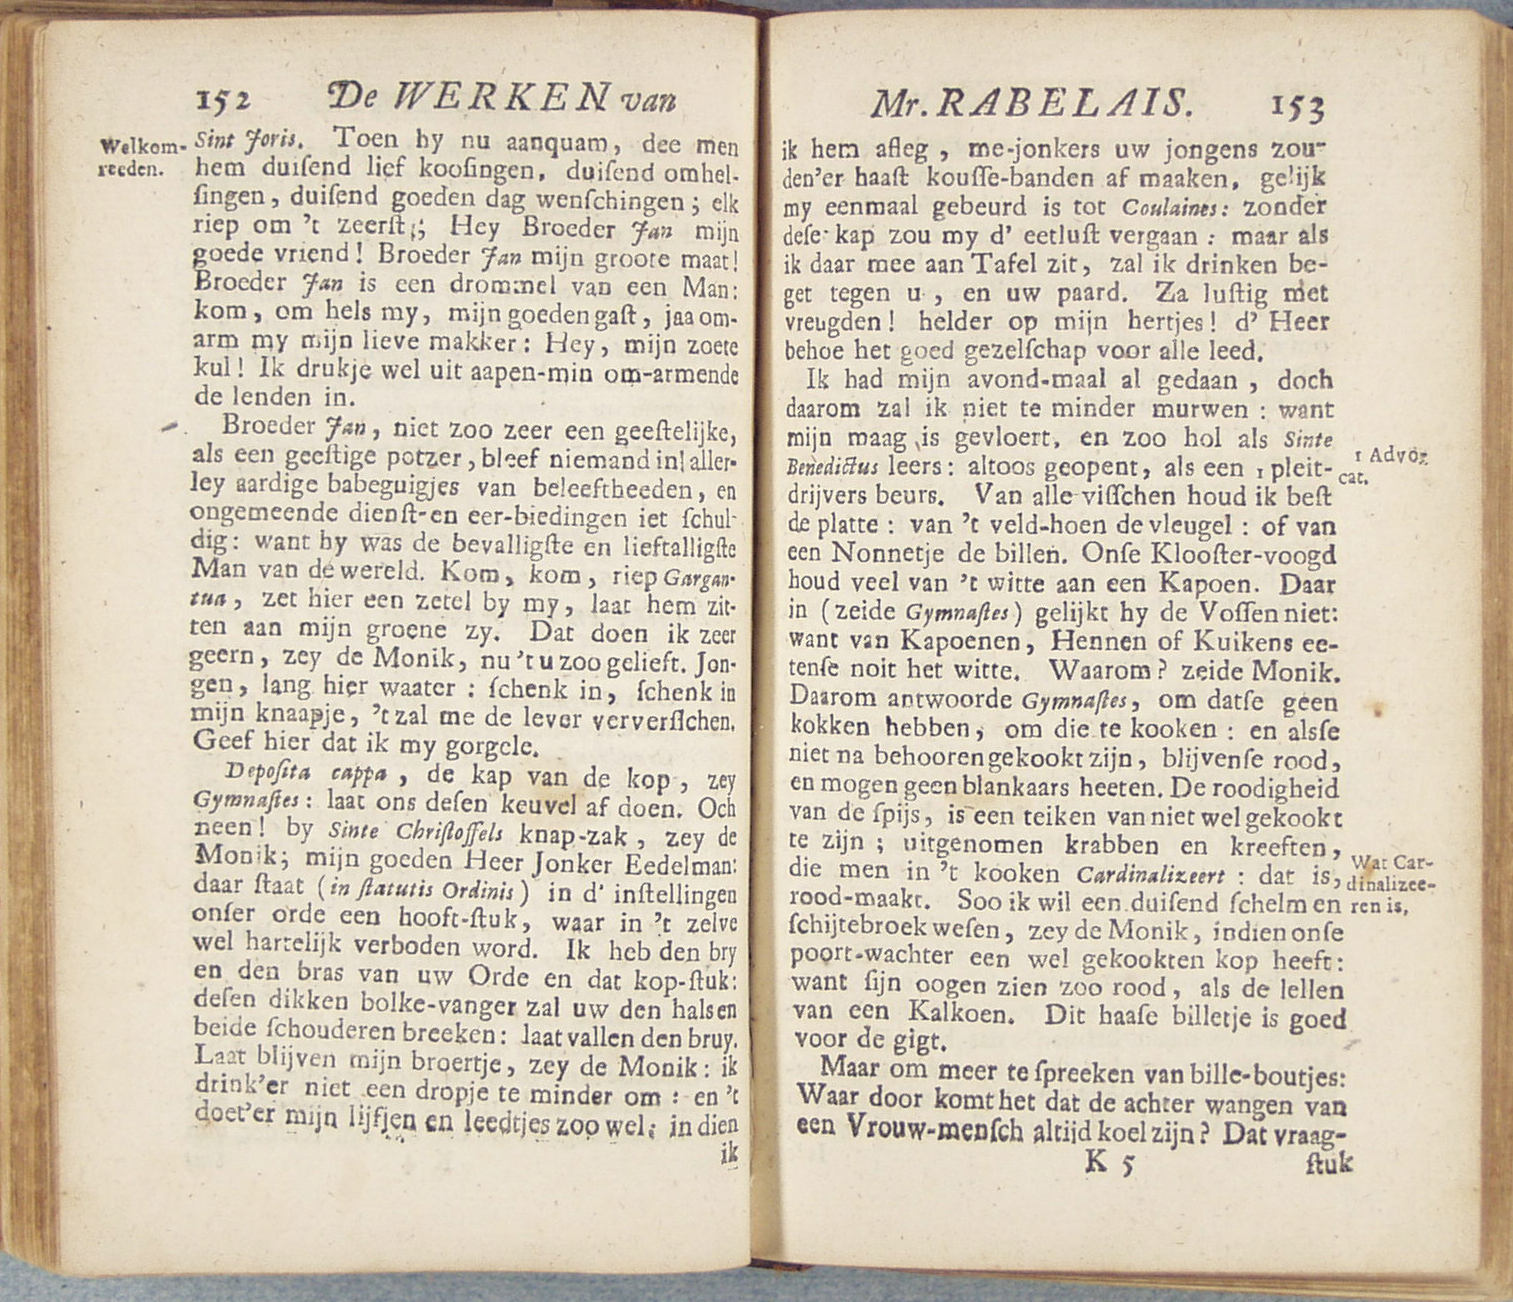 152 De WERKEN van
Welkom-
reeden.
Sint Joris. Toen hy nu aanquam, dee men
hem duiſend lief kooſingen, duiſend omhel-
ſingen, duiſend goeden dag wenſchingen; elk
riep om 't zeerſt; Hey Broeder Jan mijn
goede vriend! Broeder Jan mijn groote maat!
Broeder Jan is een drommel van een Man:
kom, om hels my, mijn goeden gaſt, jaa om-
arm my mijn lieve makker: Hey, mijn zoete
kul! Ik drukje wel uit aapen-min om-armende
de lenden in.
Broeder Jan, niet zoo zeer een geeſtelijke,
als een geeſtige potzer, bleef niemand in aller-
ley aardige babeguigjes van beleeftheeden, en
ongemeende dienſt-en eer-biedingen iet ſchul-
dig: want hy was de bevalligſte en lieftalligſte
Man van de wereld. Kom, kom, riep Gargan-
tua, zet hier een zetel by my, laat hem zit-
ten aan mijn groene zy. Dat doen ik zeer
geern, zey de Monik, nu 't u zoo gelieft. Jon-
gen, lang hier waater: ſchenk in, ſchenk in
mijn knaapje, 't zal me de lever ververſſchen.
Geef hier dat ik my gorgele.
Depoſita cappa, de kap van de kop, zey
Gymnaſtes: laat ons deſen keuvel af doen. Och
neen! by Sinte Chriſtoffels knap-zak, zey de
Monik; mijn goeden Heer Jonker Eedelman:
daar ſtaat (in ſtatutis Ordinis) in d' inſtellingen
onſer orde een hooft-ſtuk, waar in 't zelve
wel hartelijk verboden word. Ik heb den bry
en den bras van uw Orde en dat kop-ſtuk:
deſen dikken bolke-vanger zal uw den hals en
beide ſchouderen breeken: laat vallen den bruy.
Laat blijven mijn broertje, zey de Monik: ik
drink'er niet een dropje te minder om: en 't
doet'er mijn lijfjen en leedtjes zoo wel; indien
ik
Mr. RABELAIS. 153
ik hem afleg, me-jonkers uw jongens zou-
den'er haaſt kouſſe-banden af maaken, gelijk
my eenmaal gebeurd is tot Coulaines: zonder
deſe kap zou my d' eetluſt vergaan: maar als
ik daar mee aan Tafel zit, zal ik drinken be-
get tegen u, en uw paard. Za luſtig met
vreugden! helder op mijn hertjes! d' Heer
behoe het goed gezelſchap voor alle leed.
Ik had mijn avond-maal al gedaan, doch
daarom zal ik niet te minder murwen: want
mijn maag is gevloert, en zoo hol als Sinte
Benedictus leers: altoos geopent, als een 1 pleit-
drijvers beurs. Van alle viſſchen houd ik beſt
de platte: van 't veld-hoen de vleugel: of van
een Nonnetje de billen. Onſe Klooſter-voogd
houd veel van 't witte aan een Kapoen. Daar
in (zeide Gymnaſtes) gelijkt hy de Voſſen niet:
want van Kapoenen, Hennen of Kuikens ee-
tenſe noit het witte. Waarom? zeide Monik.
Daarom antwoorde Gymnaſtes, om datſe geen
kokken hebben, om die te kooken: en alsſe
niet na behooren gekookt zijn, blijvenſe rood,
en mogen geen blankaars heeten. De roodigheid
van de ſpijs, is een teiken van niet wel gekookt
te zijn; uitgenomen krabben en kreeften,
die men in 't kooken Cardinalizeert: dat is,
rood-maakt. Soo ik wil een duiſend ſchelm en
ſchijtebroek weſen, zey de Monik, indien onſe
poort-wachter een wel gekookten kop heeft:
want ſijn oogen zien zoo rood, als de lellen
van een Kalkoen. Dit haaſe billetje is goed
voor de gigt.
Maar om meer te ſpreeken van bille-boutjes:
Waar door komt het dat de achter wangen van
een Vrouw-menſch altijd koel zijn? Dat vraag-
K 5 ſtuk
1 Advo-
cat.
Wat Car-
dinalizee-
ren is,